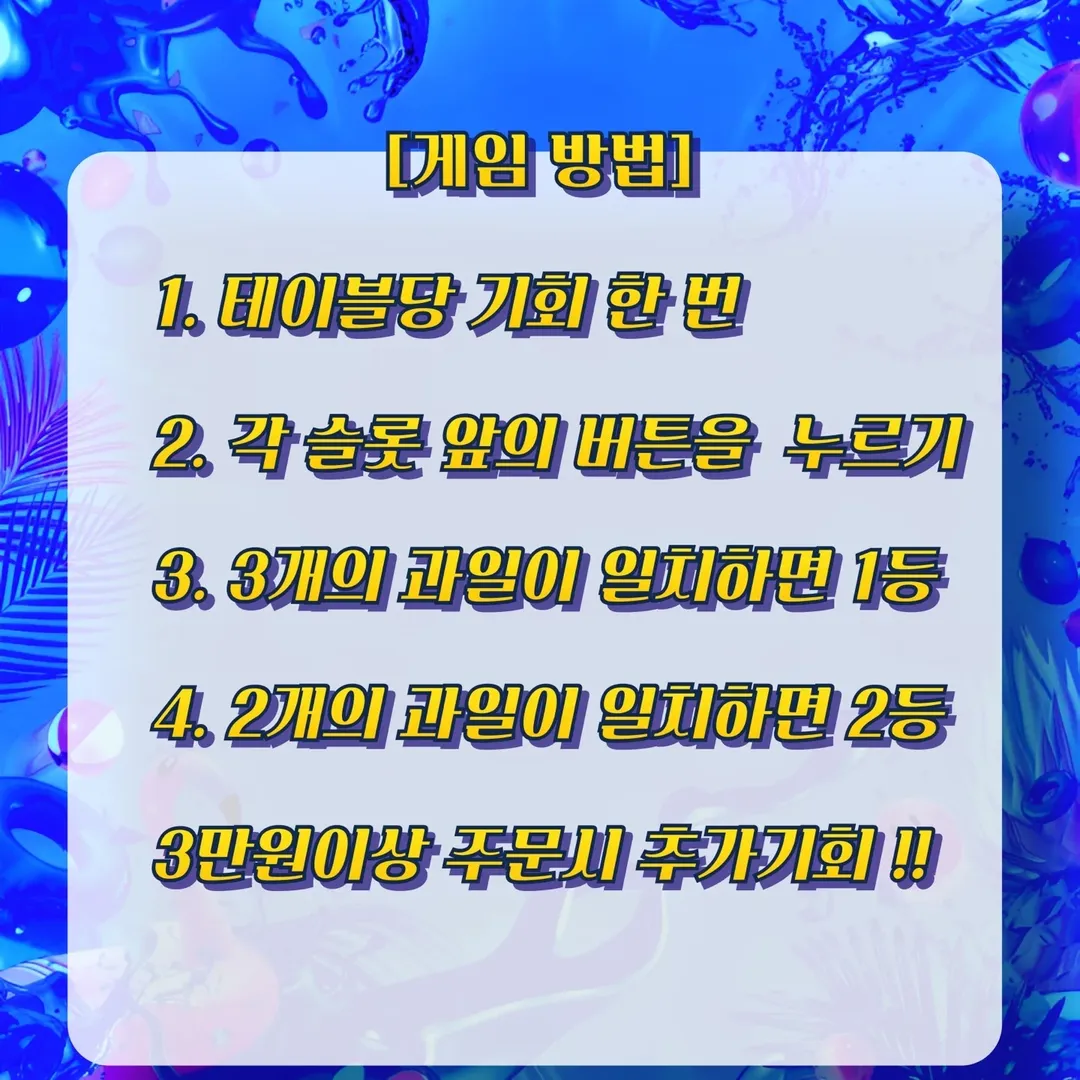 [게임 방법]
1. 테이블당 기회 한 번
2. 각 슬롯 앞의 버튼을 누르기
3. 3개의 과일이 일치하면 1등
4. 2개의 과일이 일치하면 2등
3만원이상 주문시 추가기회 !!